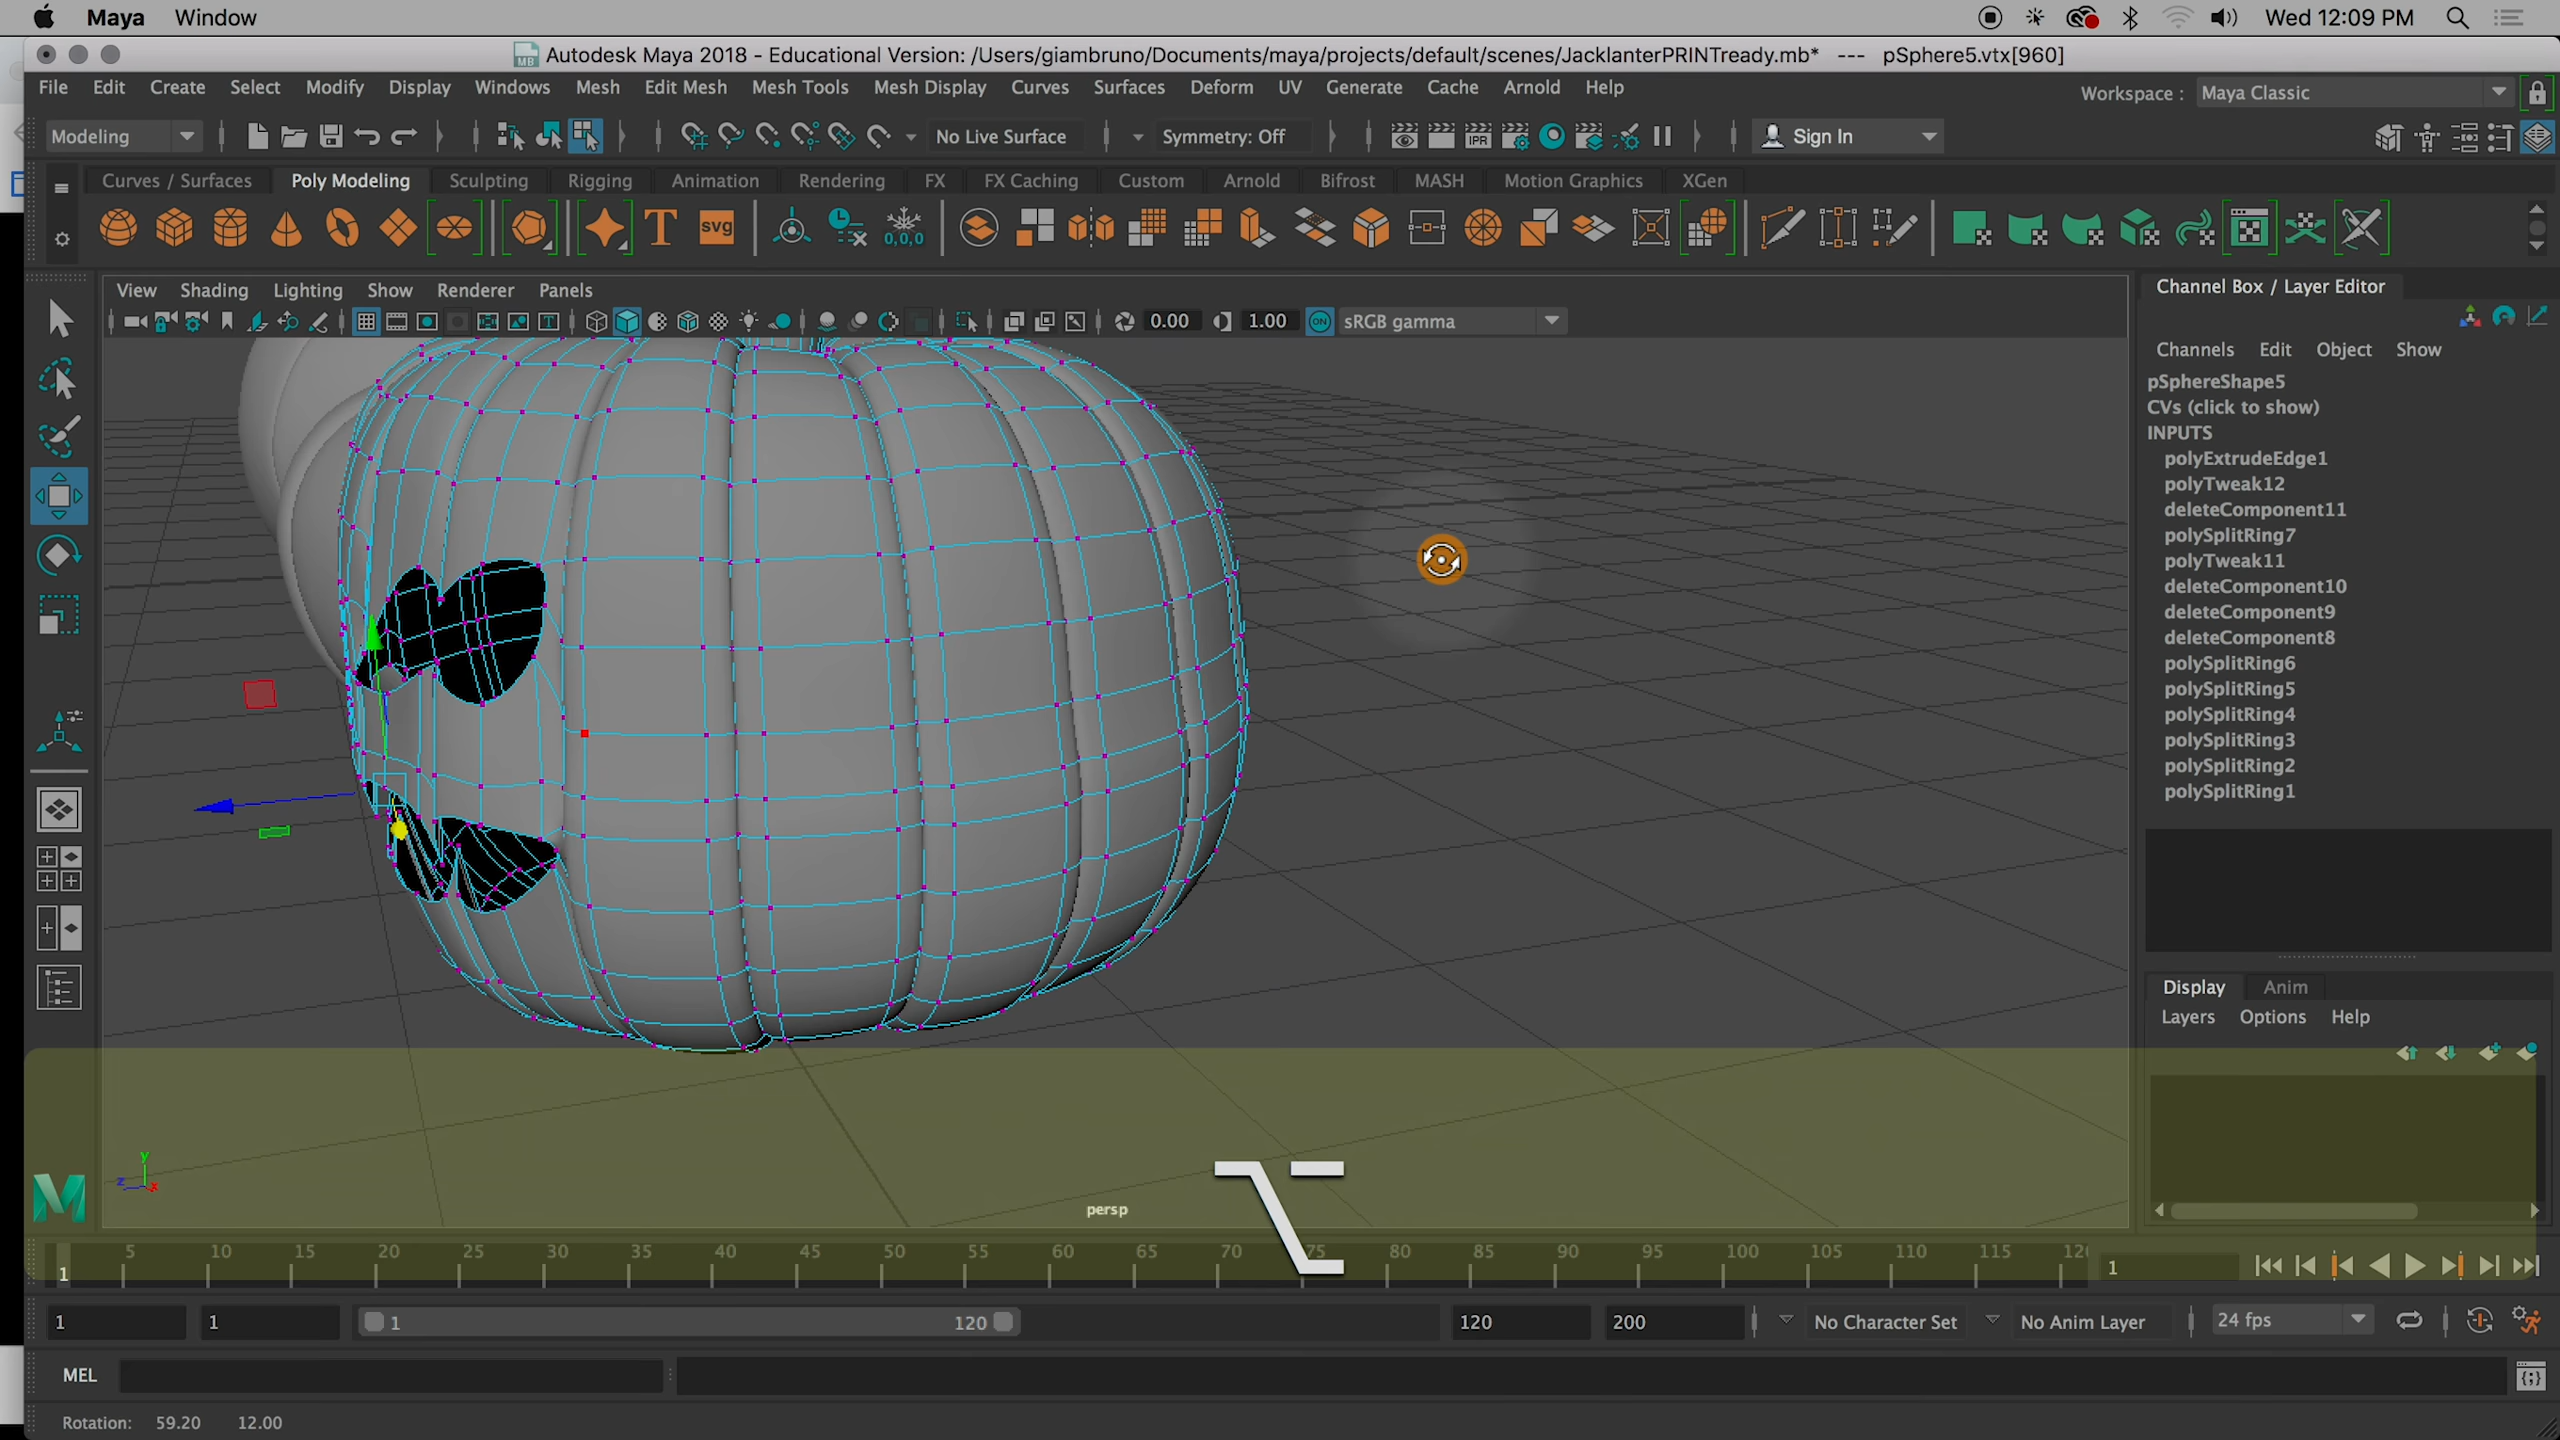 Maya Window Wed 12:09 PM
Autodesk Maya 2018 - Educational Version: /Users/giambruno/Documents/maya/projects/default/scenes/JacklanterPRINTready.mb* --- pSphere5.vtx[960]
File Edit Create Select Modify Display Windows Mesh Edit Mesh Mesh Tools Mesh Display Curves Surfaces Deform UV Generate Cache Arnold Help Workspace : Maya Classic
Modeling No Live Surface Symmetry: Off IPR Sign In
Curves / Surfaces Poly Modeling Sculpting Rigging Animation Rendering FX FX Caching Custom Arnold Bifrost MASH Motion Graphics XGen
T SVG 0,0,0
View Shading Lighting Show Renderer Panels
0.00 1.00 ON sRGB gamma
Channel Box / Layer Editor
Channels Edit Object Show
pSphereShape5
CVs (click to show)
INPUTS
polyExtrudeEdge1
polyTweak12
deleteComponent11
polySplitRing7
polyTweak11
deleteComponent10
deleteComponent9
deleteComponent8
polySplitRing6
polySplitRing5
polySplitRing4
polySplitRing3
polySplitRing2
polySplitRing1
Display Anim
Layers Options Help
y
z x
persp
M
⌥
5 10 15 20 25 30 35 40 45 50 55 60 65 70 75 80 85 90 95 100 105 110 115 12
1 1
1 1 1 120 120 200 No Character Set No Anim Layer 24 fps
MEL
Rotation: 59.20 12.00